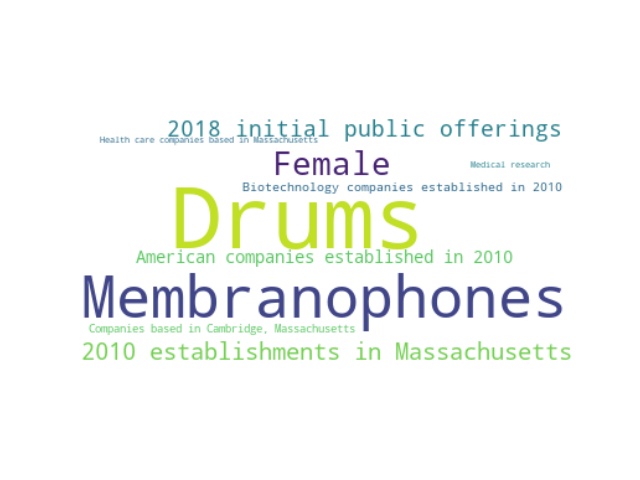 2018 initial public offerings
Health care companies based in Massachusetts
Female
Medical research
Biotechnology companies established in 2010
Drums
American companies established in 2010
Membranophones
Companies based in Cambridge, Massachusetts
2010 establishments in Massachusetts